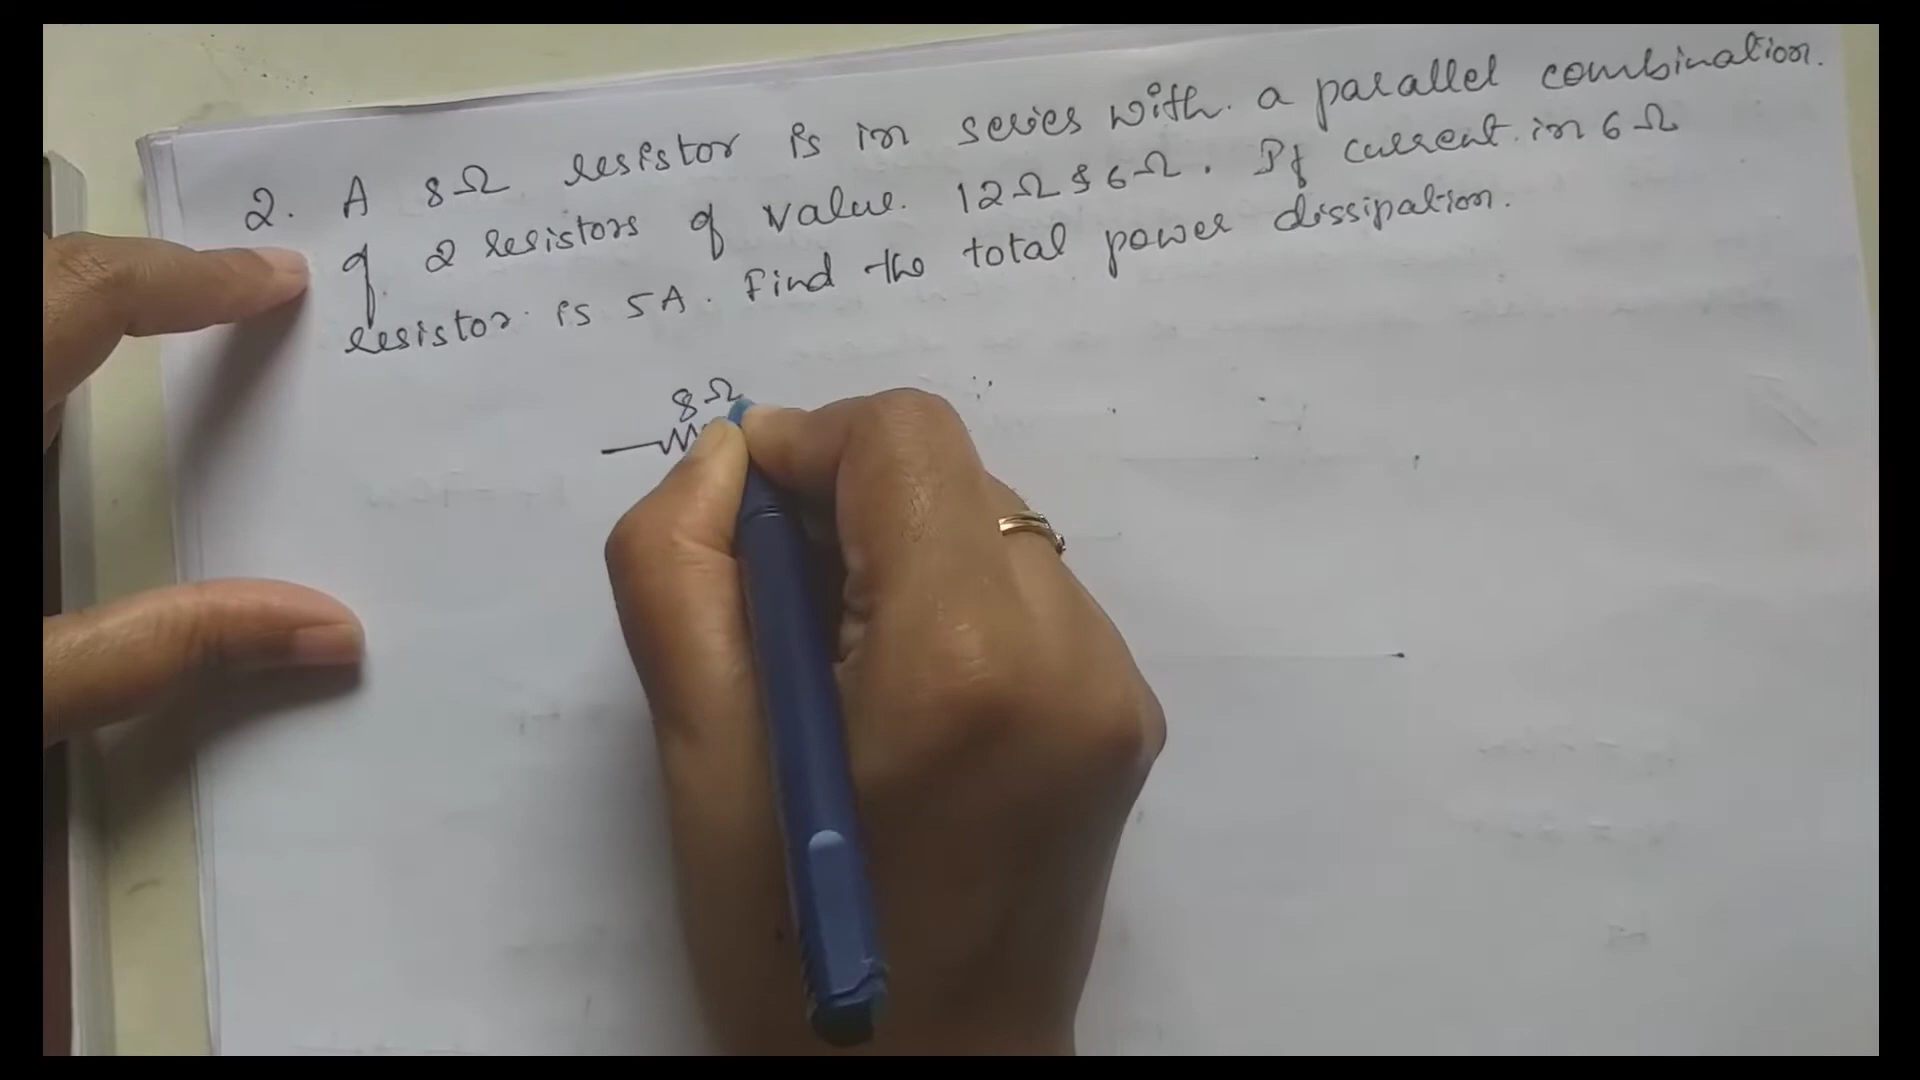 2. A 8Ω resistor is in series with a parallel combination.
of 2 resistors of value. 12Ω & 6Ω. If current in 6Ω
resistor is 5A. Find the total power dissipation.
8Ω